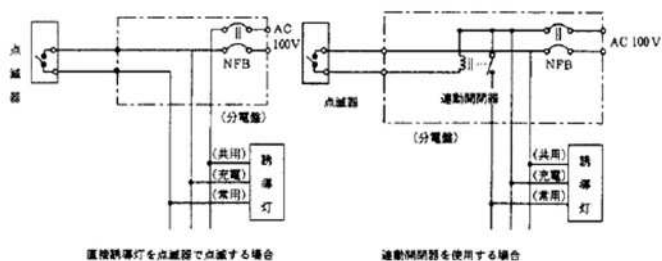 点滅器
AC
100V
NFB
(分電盤)
(共用)
(充電)
(常用)
誘導灯
直接誘導灯を点滅器で点滅する場合
点滅器
AC 100V
NFB
連動開閉器
(分電盤)
(共用)
(充電)
(常用)
誘導灯
連動開閉器を使用する場合